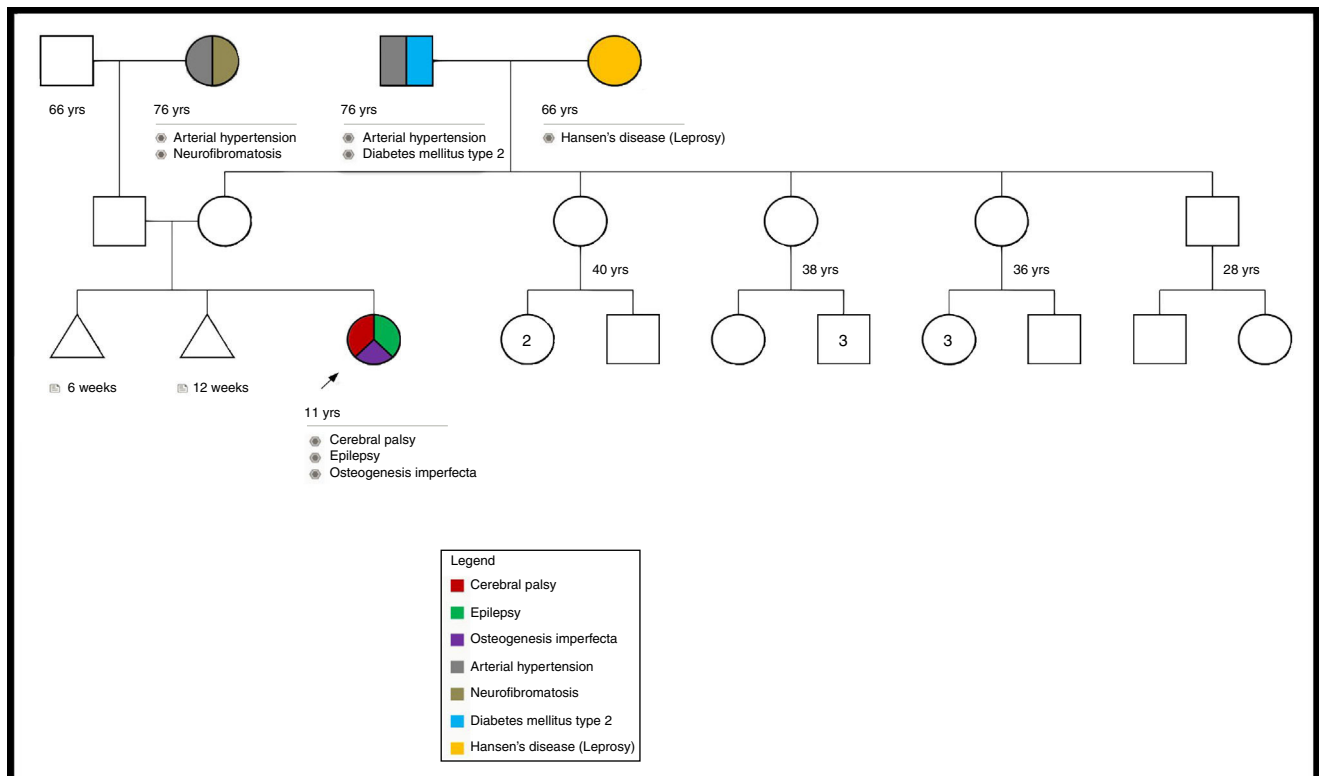 66 yrs
76 yrs
Arterial hypertension
Neurofibromatosis
76 yrs
Arterial hypertension
Diabetes mellitus type 2
66 yrs
Hansen's disease (Leprosy)
40 yrs
38 yrs
36 yrs
28 yrs
2
3
3
6 weeks
12 weeks
11 yrs
Cerebral palsy
Epilepsy
Osteogenesis imperfecta
Legend
Cerebral palsy
Epilepsy
Osteogenesis imperfecta
Arterial hypertension
Neurofibromatosis
Diabetes mellitus type 2
Hansen's disease (Leprosy)